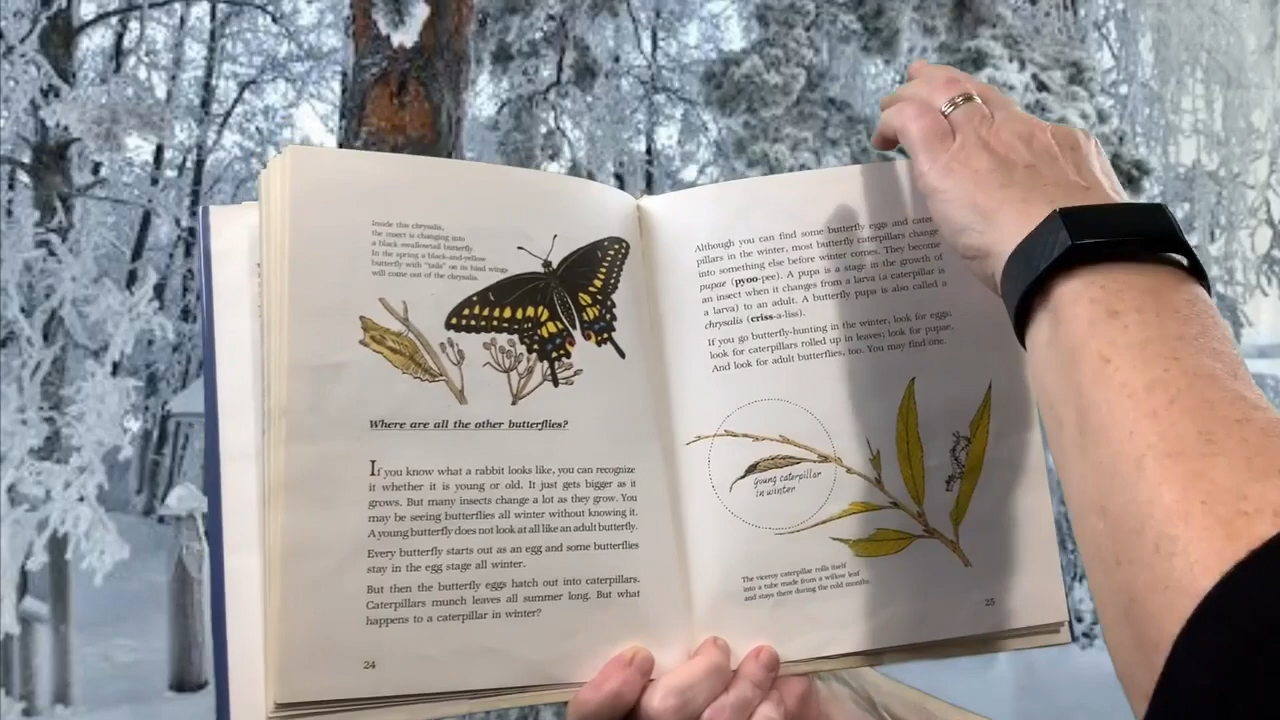 Inside this chrysalis,
the insect is changing into
a black swallowtail butterfly.
In the spring a black-and-yellow
butterfly with "tails" on its hind wings
will come out of the chrysalis.
Where are all the other butterflies?
If you know what a rabbit looks like, you can recognize
it whether it is young or old. It just gets bigger as it
grows. But many insects change a lot as they grow. You
may be seeing butterflies all winter without knowing it.
A young butterfly does not look at all like an adult butterfly.
Every butterfly starts out as an egg and some butterflies
stay in the egg stage all winter.
But then the butterfly eggs hatch out into caterpillars.
Caterpillars munch leaves all summer long. But what
happens to a caterpillar in winter?
24
Although you can find some butterfly eggs and cater
pillars in the winter, most butterfly caterpillars change
into something else before winter comes. They become
pupae (pyoo-pee). A pupa is a stage in the growth of
an insect when it changes from a larva (a caterpillar is
a larva) to an adult. A butterfly pupa is also called a
chrysalis (criss-a-liss).
If you go butterfly-hunting in the winter, look for eggs;
look for caterpillars rolled up in leaves; look for pupae.
And look for adult butterflies, too. You may find one.
Young caterpillar
in winter
The viceroy caterpillar rolls itself
into a tube made from a willow leaf
and stays there during the cold months.
25